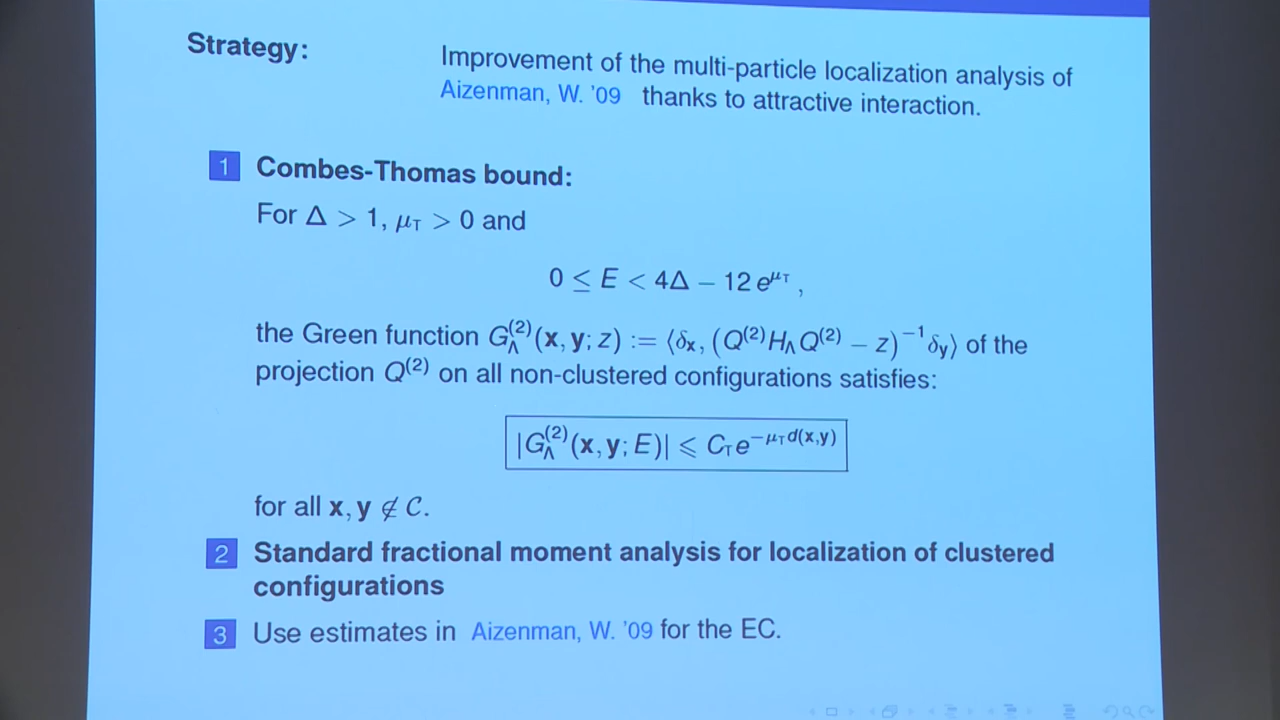 Strategy: Improvement of the multi-particle localization analysis of
Aizenman, W. '09 thanks to attractive interaction.
1 Combes-Thomas bound:
For Δ > 1, μ_T > 0 and
0 ≤ E < 4Δ − 12 e^{μ_T} ,
the Green function G_Λ^{(2)}(x, y; z) := ⟨δ_x, (Q^{(2)} H_Λ Q^{(2)} − z)^{−1} δ_y⟩ of the
projection Q^{(2)} on all non-clustered configurations satisfies:
|G_Λ^{(2)}(x, y; E)| ⩽ C_T e^{−μ_T d(x,y)}
for all x, y ∉ 𝒞.
2 Standard fractional moment analysis for localization of clustered
configurations
3 Use estimates in Aizenman, W. '09 for the EC.